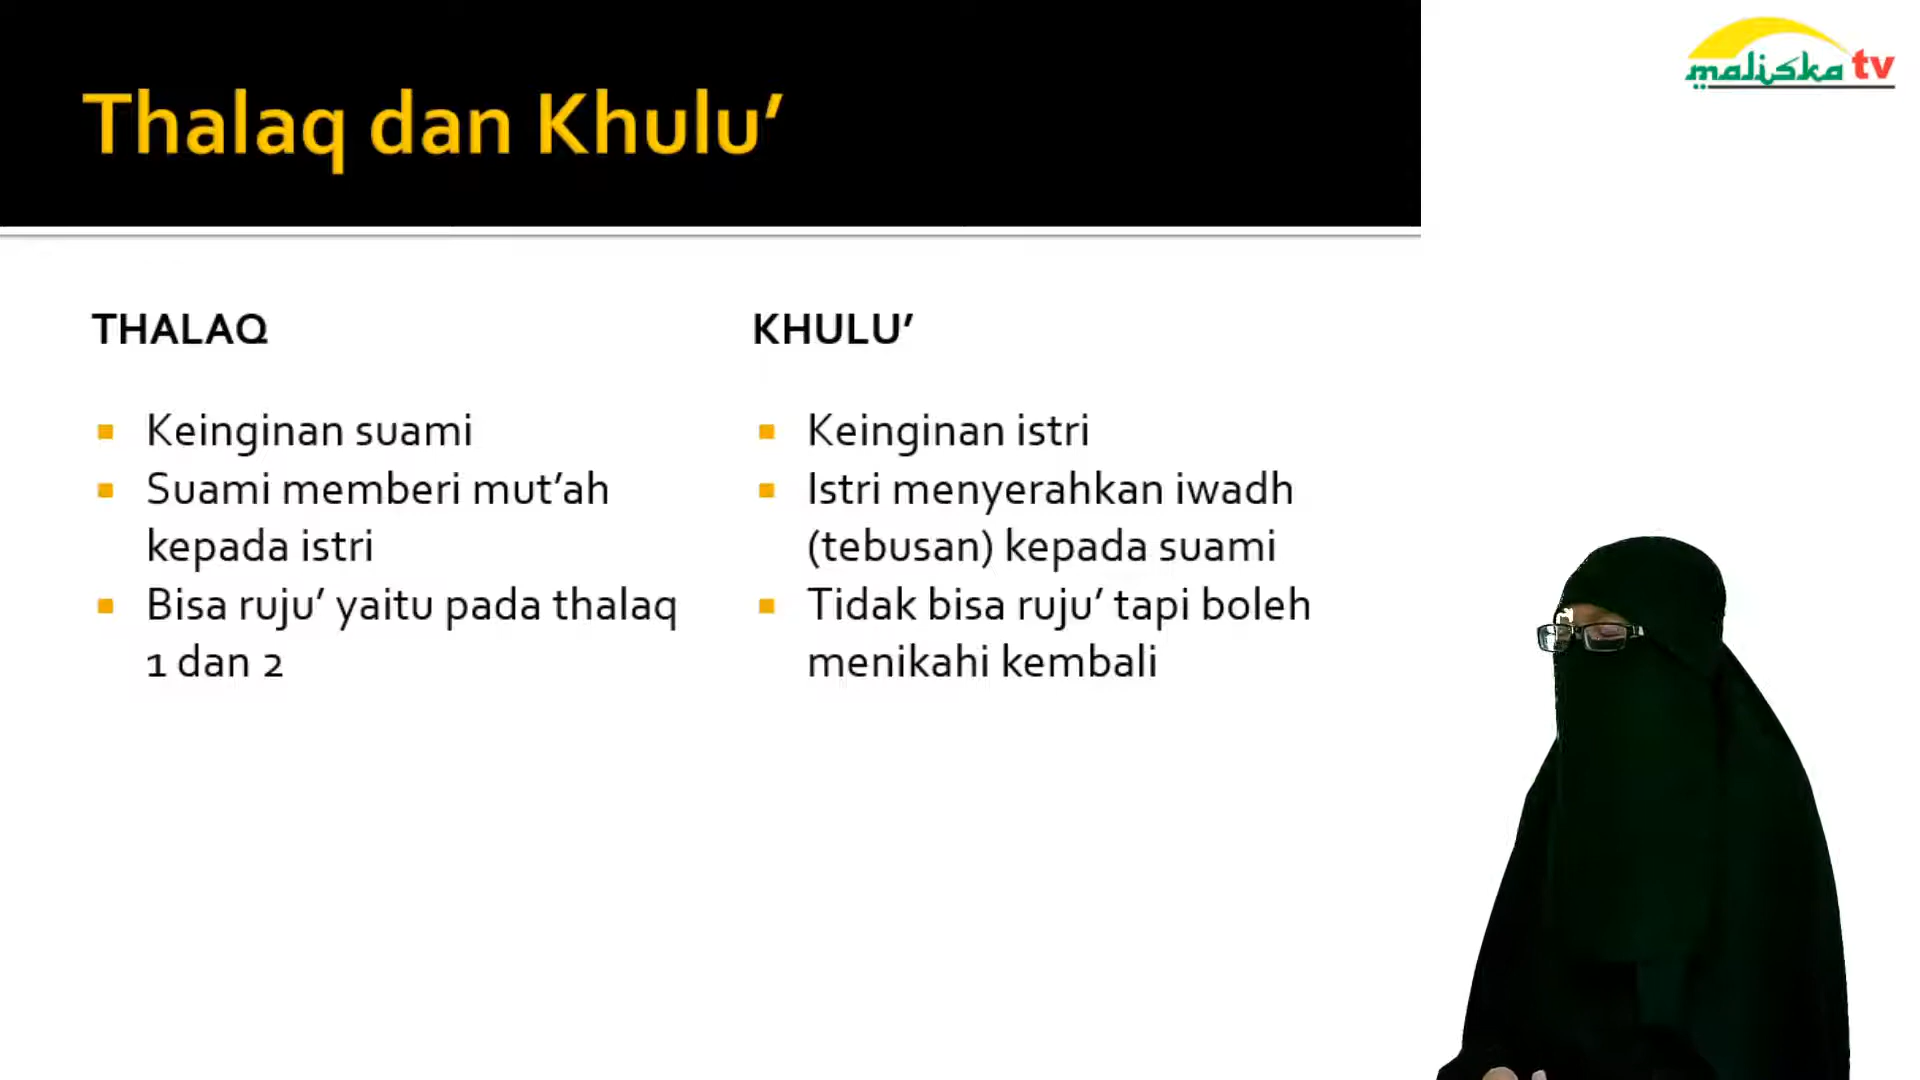 maliska tv
Thalaq dan Khulu’
THALAQ
Keinginan suami
Suami memberi mut’ah
kepada istri
Bisa ruju’ yaitu pada thalaq
1 dan 2
KHULU’
Keinginan istri
Istri menyerahkan iwadh
(tebusan) kepada suami
Tidak bisa ruju’ tapi boleh
menikahi kembali